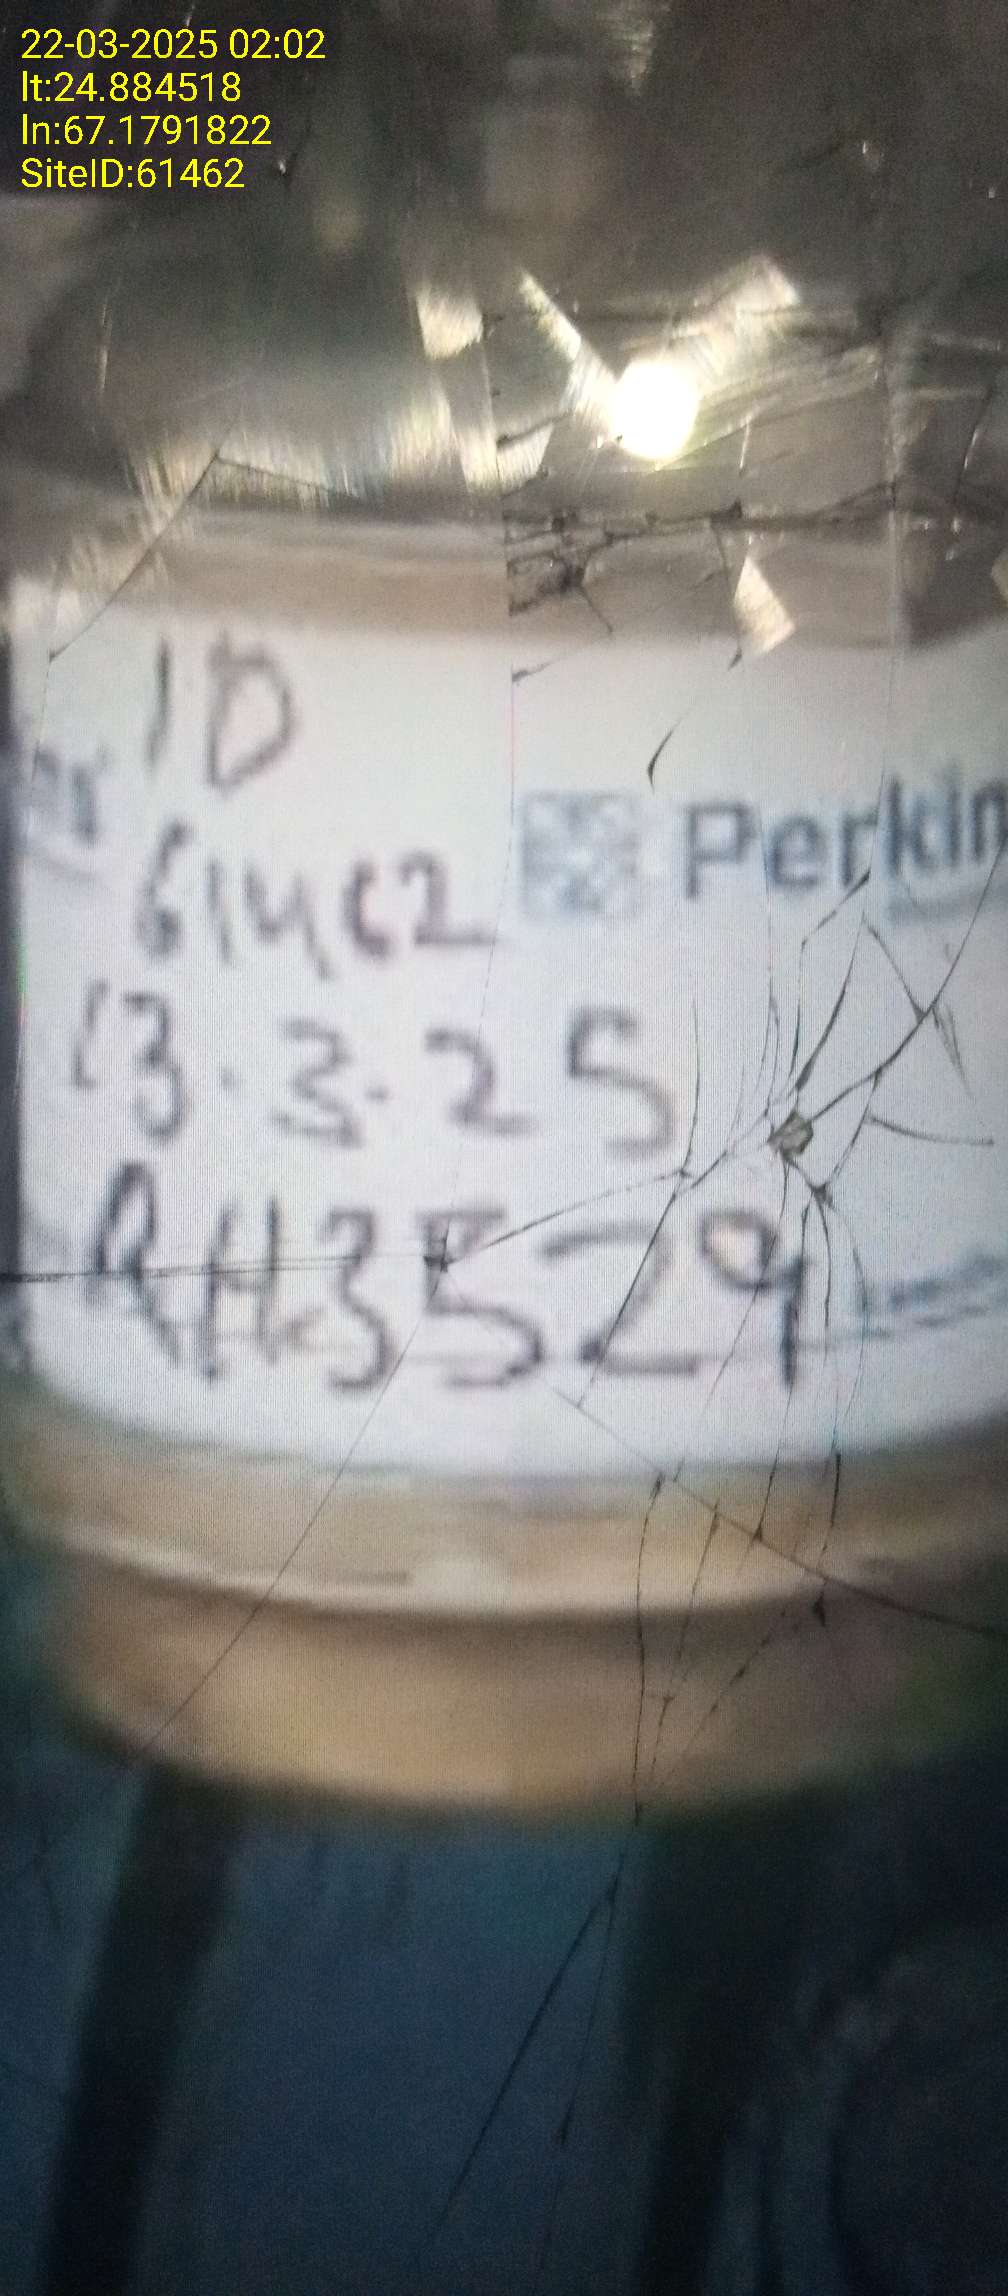 22-03-2025 02:02
lt:24.884518
ln:67.1791822
SiteID:61462
ID
61462
Perkin
13.3.25
RH3529